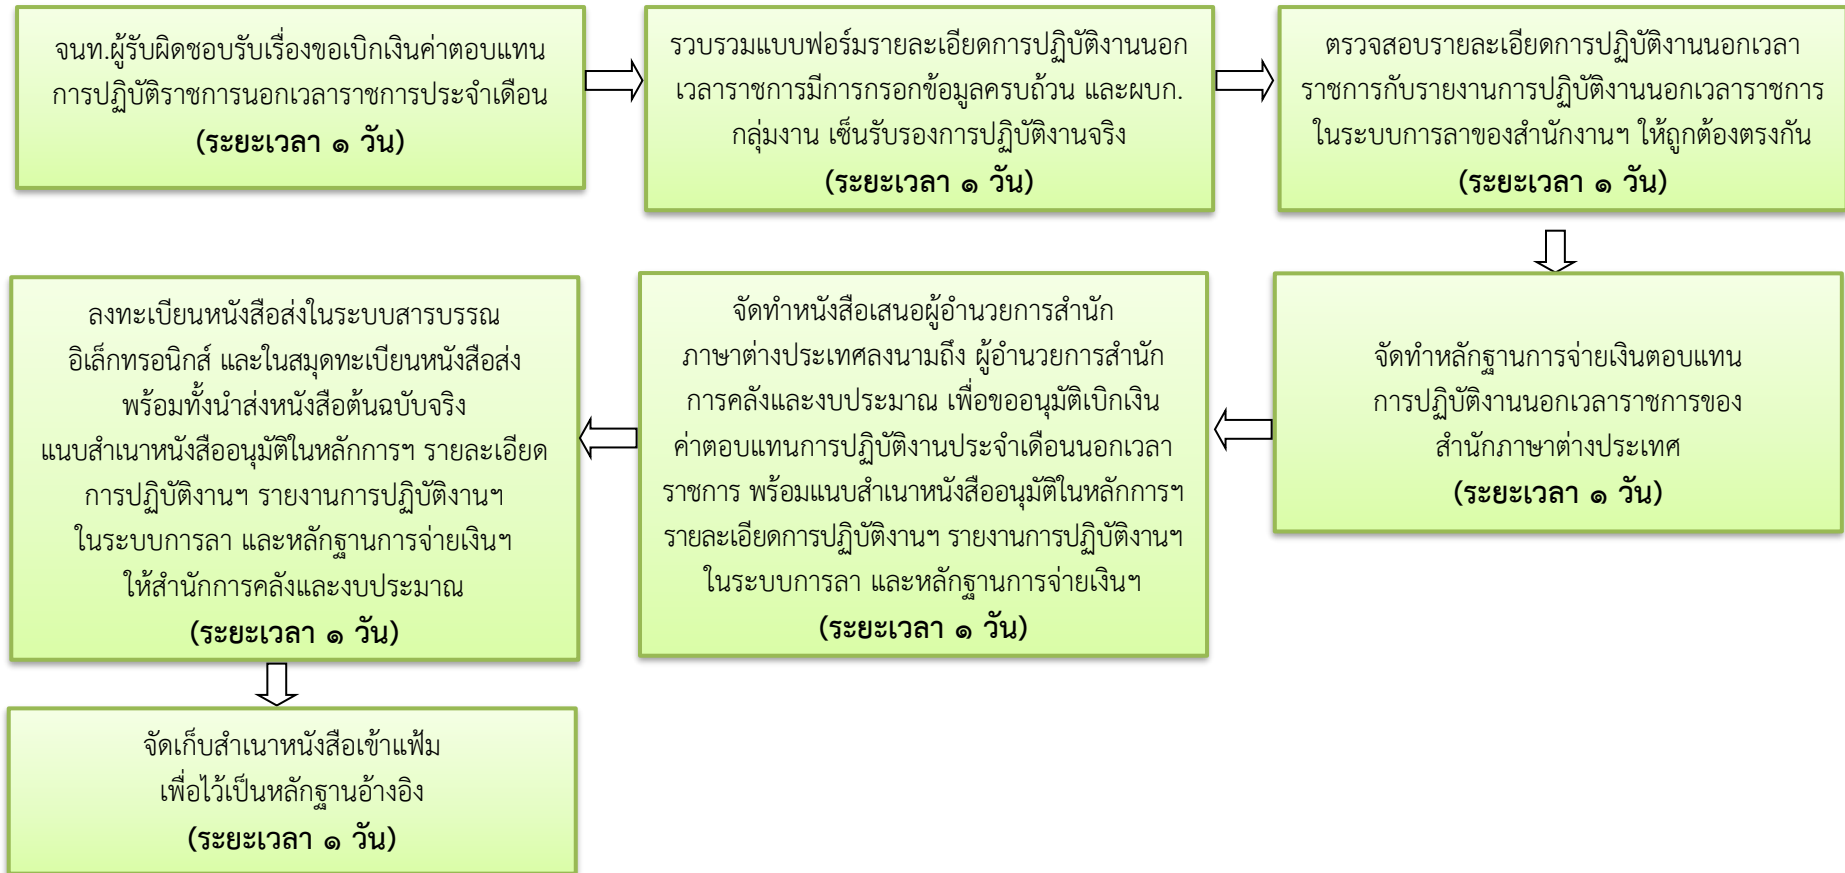 จนท.ผู้รับผิดชอบรับเรื่องขอเบิกเงินค่าตอบแทน
การปฏิบัติราชการนอกเวลาราชการประจำเดือน
(ระยะเวลา ๑ วัน)
รวบรวมแบบฟอร์มรายละเอียดการปฏิบัติงานนอก
เวลาราชการมีการกรอกข้อมูลครบถ้วน และผบก.
กลุ่มงาน เซ็นรับรองการปฏิบัติงานจริง
(ระยะเวลา ๑ วัน)
ตรวจสอบรายละเอียดการปฏิบัติงานนอกเวลา
ราชการกับรายงานการปฏิบัติงานนอกเวลาราชการ
ในระบบการลาของสำนักงานฯ ให้ถูกต้องตรงกัน
(ระยะเวลา ๑ วัน)
จัดทำหลักฐานการจ่ายเงินตอบแทน
การปฏิบัติงานนอกเวลาราชการของ
สำนักภาษาต่างประเทศ
(ระยะเวลา ๑ วัน)
จัดทำหนังสือเสนอผู้อำนวยการสำนัก
ภาษาต่างประเทศลงนามถึง ผู้อำนวยการสำนัก
การคลังและงบประมาณ เพื่อขออนุมัติเบิกเงิน
ค่าตอบแทนการปฏิบัติงานประจำเดือนนอกเวลา
ราชการ พร้อมแนบสำเนาหนังสืออนุมัติในหลักการฯ
รายละเอียดการปฏิบัติงานฯ รายงานการปฏิบัติงานฯ
ในระบบการลา และหลักฐานการจ่ายเงินฯ
(ระยะเวลา ๑ วัน)
ลงทะเบียนหนังสือส่งในระบบสารบรรณ
อิเล็กทรอนิกส์ และในสมุดทะเบียนหนังสือส่ง
พร้อมทั้งนำส่งหนังสือต้นฉบับจริง
แนบสำเนาหนังสืออนุมัติในหลักการฯ รายละเอียด
การปฏิบัติงานฯ รายงานการปฏิบัติงานฯ
ในระบบการลา และหลักฐานการจ่ายเงินฯ
ให้สำนักการคลังและงบประมาณ
(ระยะเวลา ๑ วัน)
จัดเก็บสำเนาหนังสือเข้าแฟ้ม
เพื่อไว้เป็นหลักฐานอ้างอิง
(ระยะเวลา ๑ วัน)